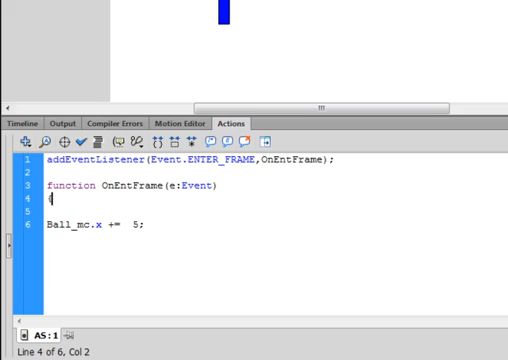 Timeline Output Compiler Errors Motion Editor Actions
1 addEventListener(Event.ENTER_FRAME,OnEntFrame);
2
3 function OnEntFrame(e:Event)
4 {
5
6 Ball_mc.x += 5;
AS:1
Line 4 of 6, Col 2